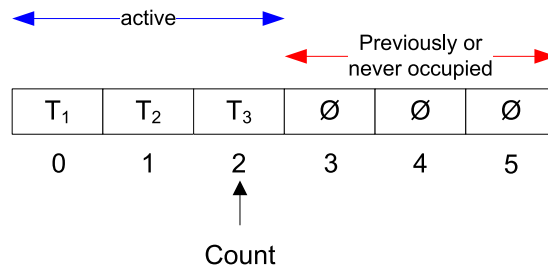 active
Previously or
never occupied
T₁ T₂ T₃ Ø Ø Ø
0 1 2 3 4 5
Count